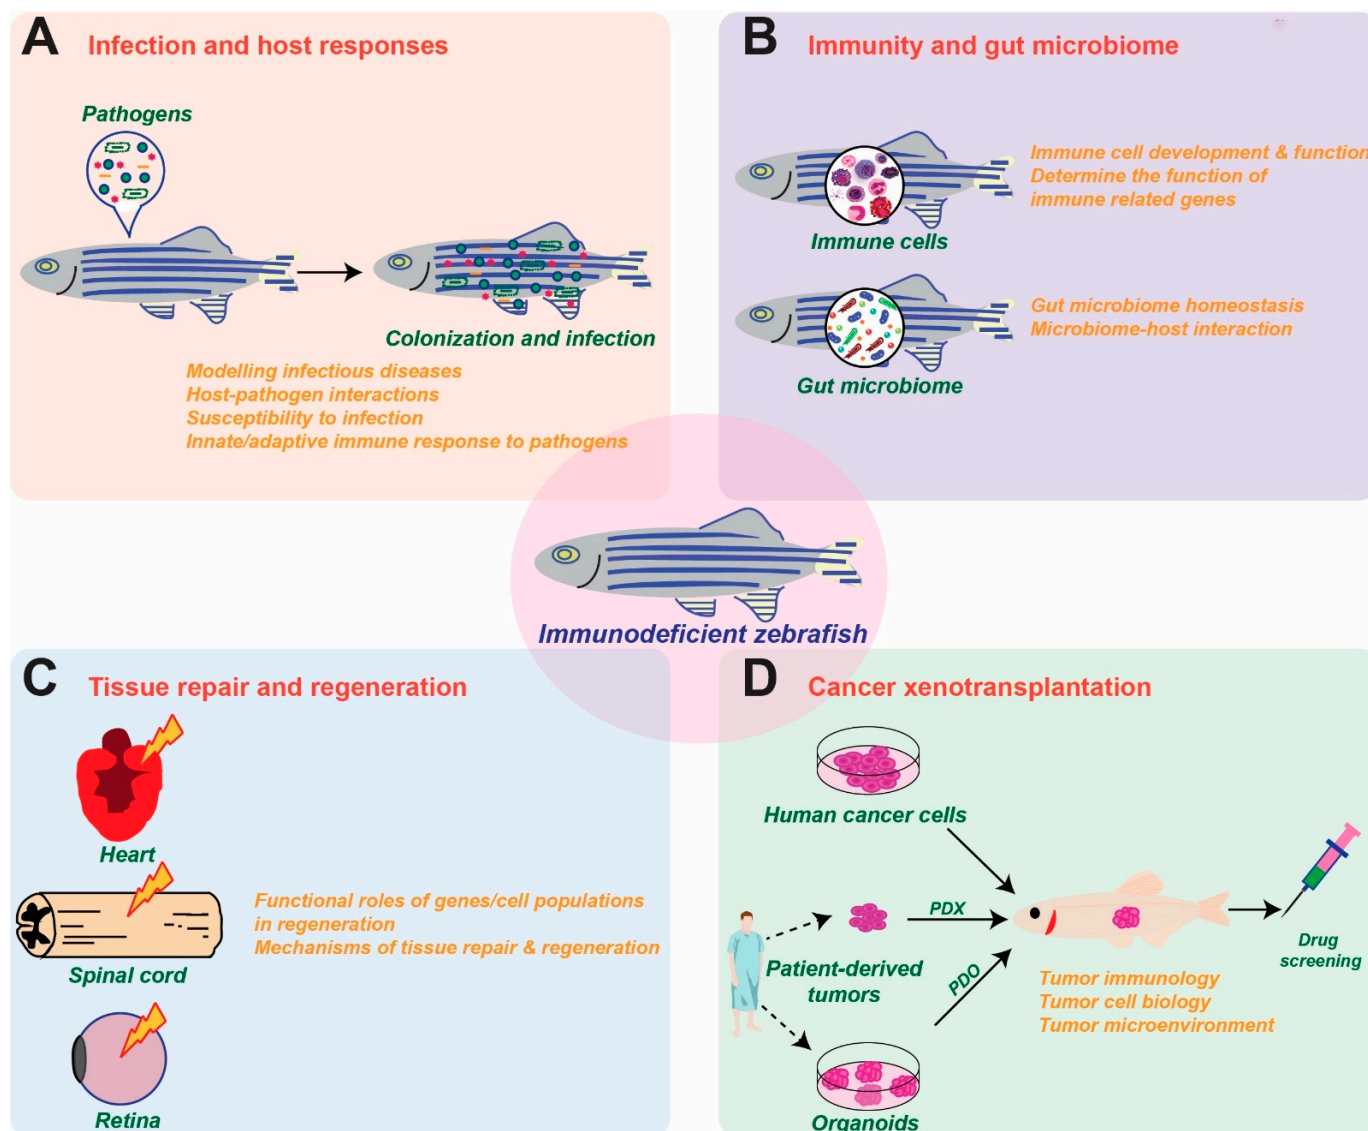 A
Infection and host responses
Pathogens
Colonization and infection
Modelling infectious diseases
Host-pathogen interactions
Susceptibility to infection
Innate/adaptive immune response to pathogens
B
Immunity and gut microbiome
Immune cells
Immune cell development & function
Determine the function of
immune related genes
Gut microbiome
Gut microbiome homeostasis
Microbiome-host interaction
Immunodeficient zebrafish
C
Tissue repair and regeneration
Heart
Spinal cord
Retina
Functional roles of genes/cell populations
in regeneration
Mechanisms of tissue repair & regeneration
D
Cancer xenotransplantation
Human cancer cells
Patient-derived
tumors
PDX
PDO
Organoids
Tumor immunology
Tumor cell biology
Tumor microenvironment
Drug
screening